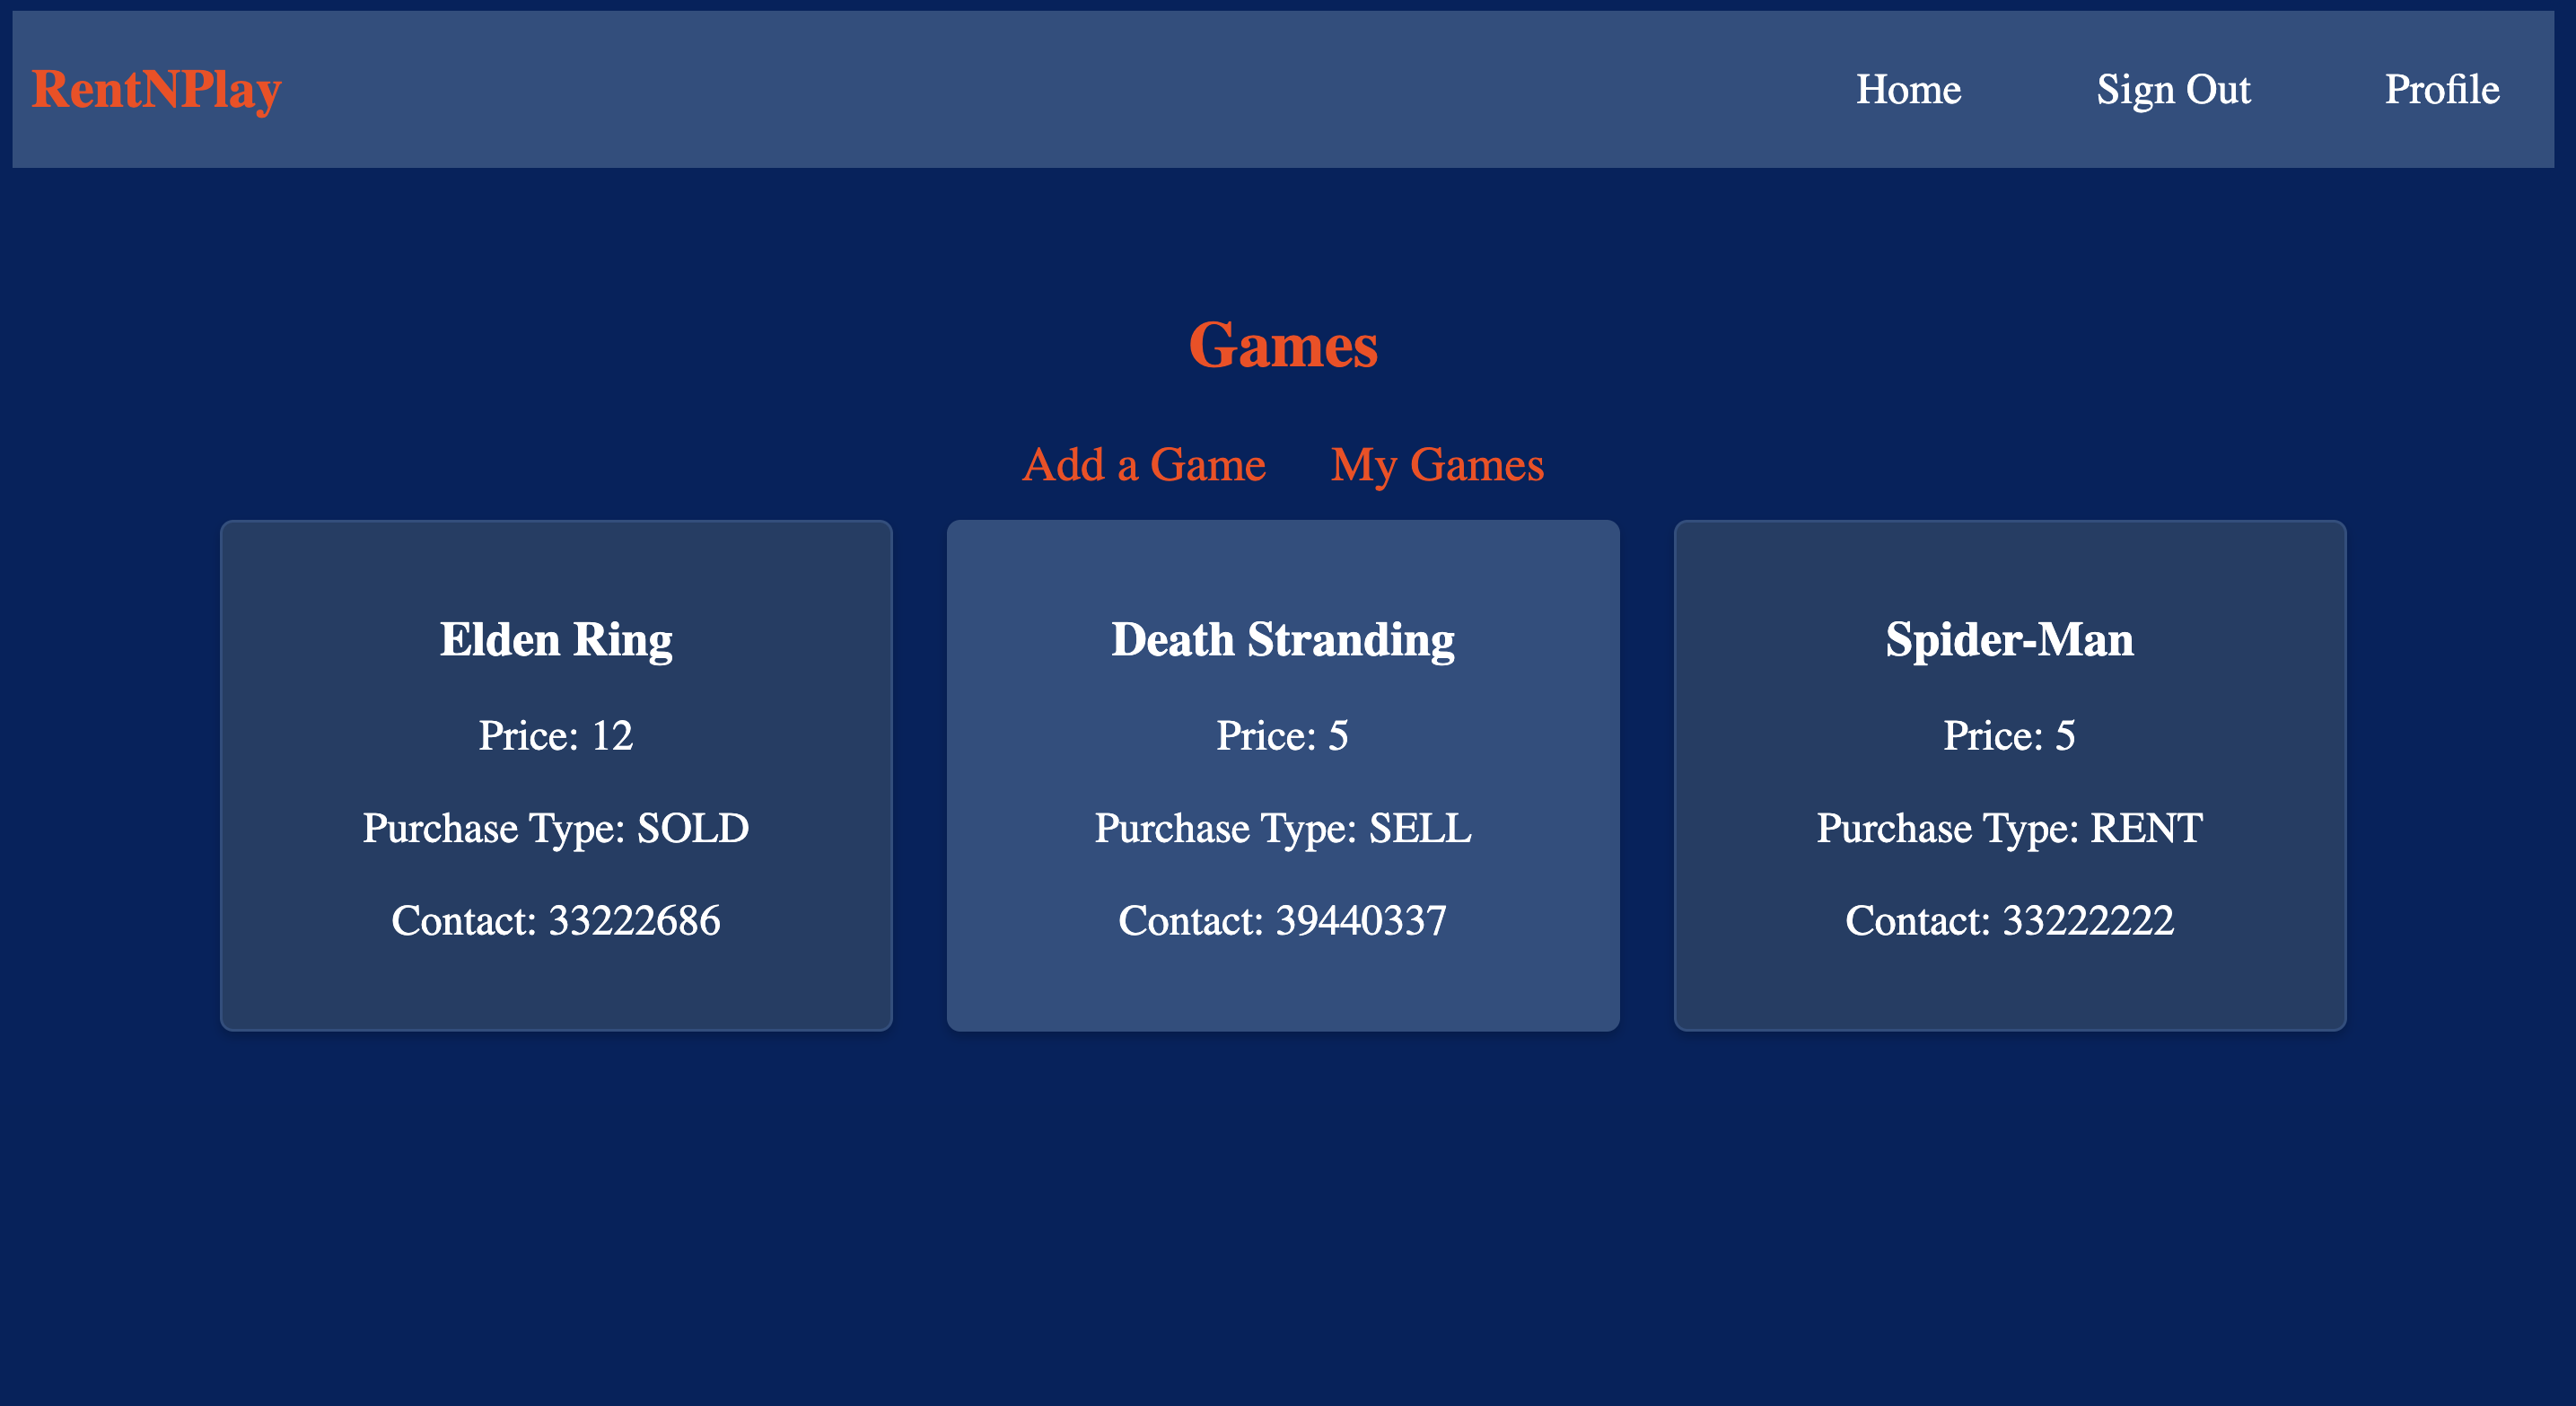 RentNPlay
Home
Sign Out
Profile
Games
Add a Game
My Games
Elden Ring
Price: 12
Purchase Type: SOLD
Contact: 33222686
Death Stranding
Price: 5
Purchase Type: SELL
Contact: 39440337
Spider-Man
Price: 5
Purchase Type: RENT
Contact: 33222222